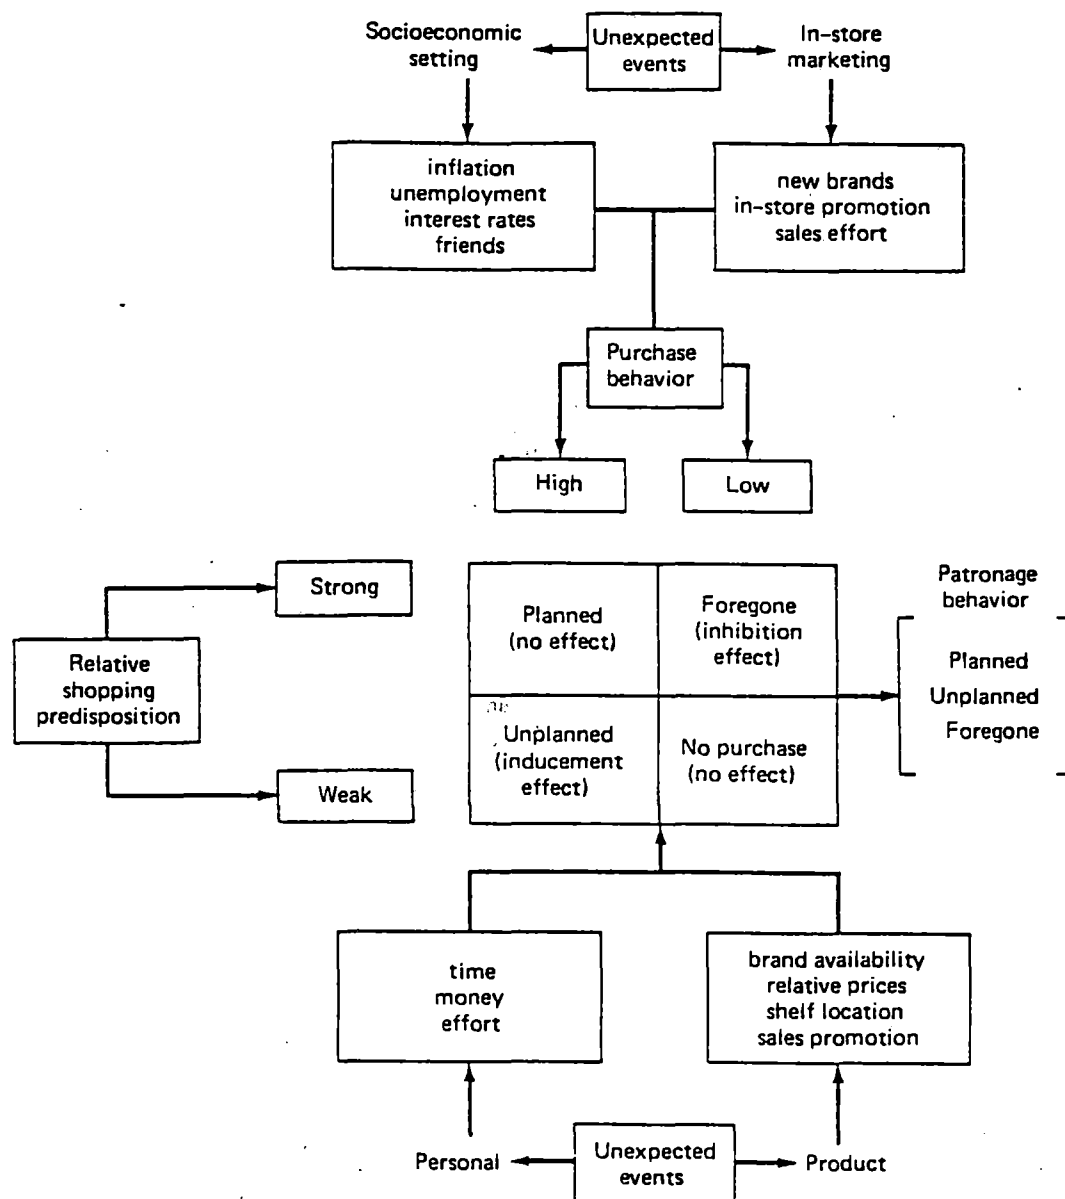 Socioeconomic
setting
Unexpected
events
In-store
marketing
inflation
unemployment
interest rates
friends
new brands
in-store promotion
sales effort
Purchase
behavior
High
Low
Strong
Relative
shopping
predisposition
Weak
Planned
(no effect)
Foregone
(inhibition
effect)
Unplanned
(inducement
effect)
No purchase
(no effect)
Patronage
behavior
Planned
Unplanned
Foregone
time
money
effort
brand availability
relative prices
shelf location
sales promotion
Personal
Unexpected
events
Product